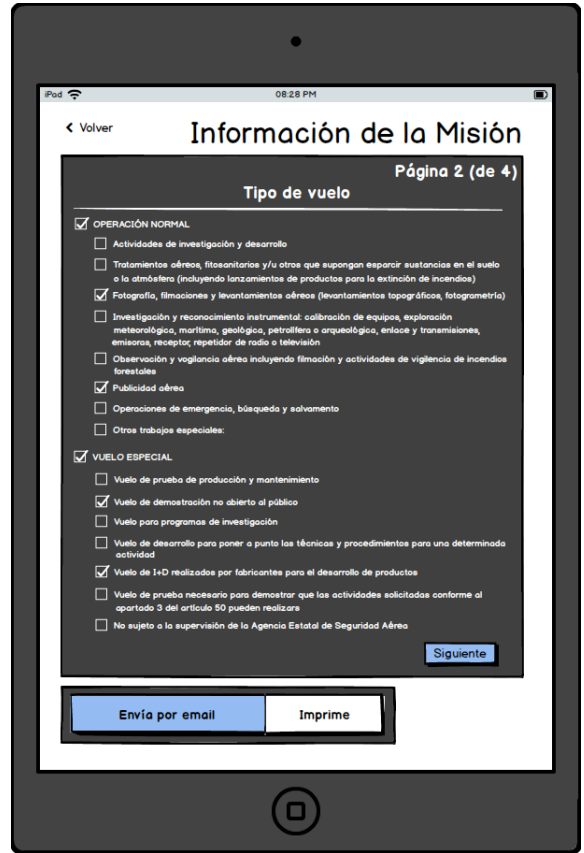 iPod
08:28 PM
Volver
Información de la Misión
Página 2 (de 4)
Tipo de vuelo
OPERACIÓN NORMAL
Actividades de investigación y desarrollo
Tratamientos aéreos, fitosanitarios y/u otros que supongan esparcir sustancias en el suelo
o la atmósfera (incluyendo lanzamientos de productos para la extinción de incendios)
Fotografía, filmaciones y levantamientos aéreos (levantamientos topográficos, fotogrametría)
Investigación y reconocimiento instrumental: calibración de equipos, exploración
meteorológica, marítima, geológica, petrolífera o arqueológica, enlace y transmisiones,
emisoras, receptor, repetidor de radio o televisión
Observación y vogilancia aérea incluyendo filmación y actividades de vigilencia de incendios
forestales
Publicidad aérea
Operaciones de emergencia, búsqueda y salvamento
Otros trabajos especiales:
VUELO ESPECIAL
Vuelo de prueba de producción y mantenimiento
Vuelo de demostración no abierto al público
Vuelo para programas de investigación
Vuelo de desarrollo para poner a punto las técnicas y procedimientos para una determinada
actividad
Vuelo de I+D realizados por fabricantes para el desarrollo de productos
Vuelo de prueba necesario para demostrar que las actividades solicitadas conforme al
apartado 3 del artículo 50 pueden realizars
No sujeto a la supervisión de la Agencia Estatal de Seguridad Aérea
Siguiente
Envía por email
Imprime